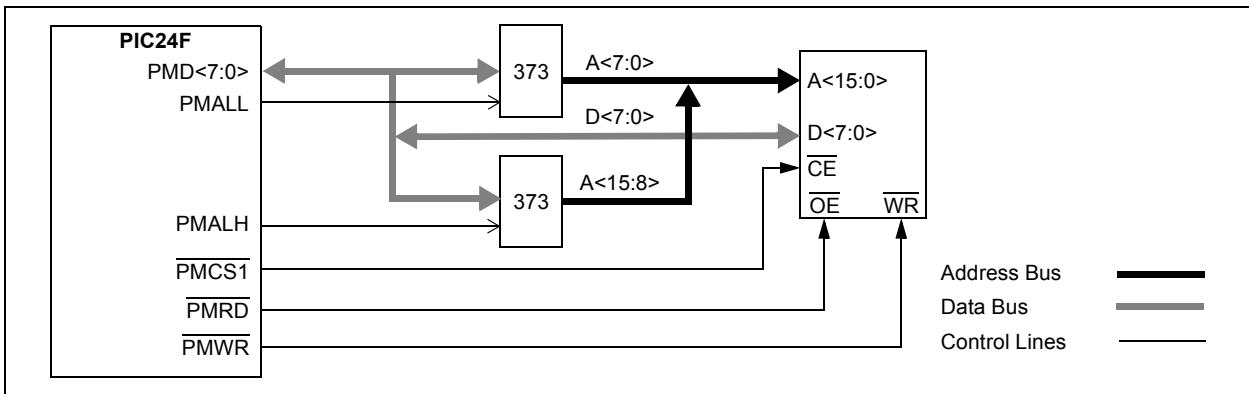 PIC24F
PMD<7:0>
PMALL
PMALH
PMCS1
PMRD
PMWR
373
373
A<7:0>
D<7:0>
A<15:8>
A<15:0>
D<7:0>
CE
OE WR
Address Bus
Data Bus
Control Lines